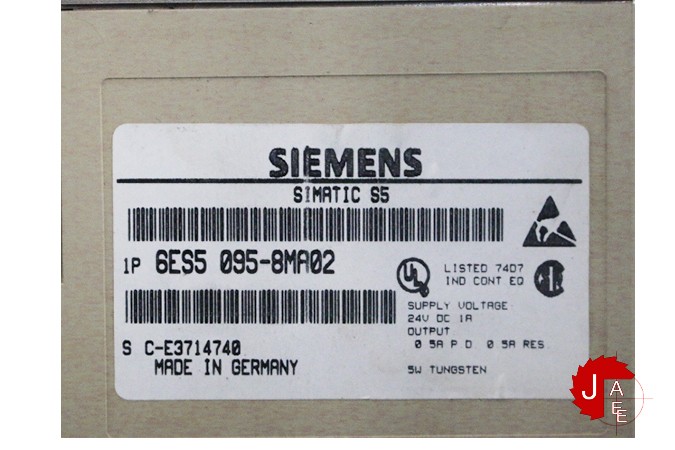 SIEMENS
SIMATIC S5
1P 6ES5 095-8MA02
UL
LISTED 7407
IND CONT EQ
SUPPLY VOLTAGE
24V DC 1A
OUTPUT
0 5A P D 0 5A RES
5W TUNGSTEN
S C-E3714740
MADE IN GERMANY
J
A
E
E